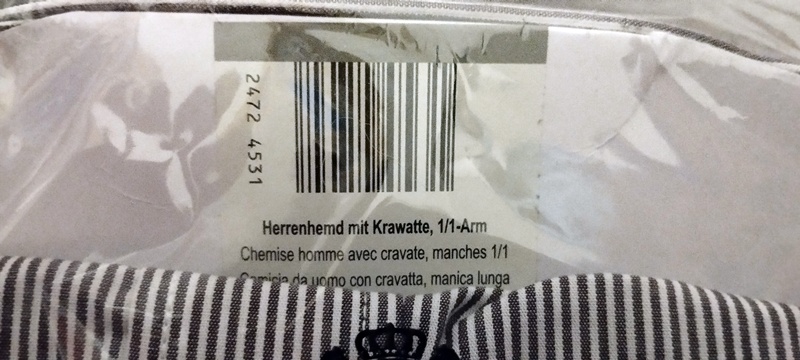 2472 4531
Herrenhemd mit Krawatte, 1/1-Arm
Chemise homme avec cravate, manches 1/1
Camicia da uomo con cravatta, manica lunga